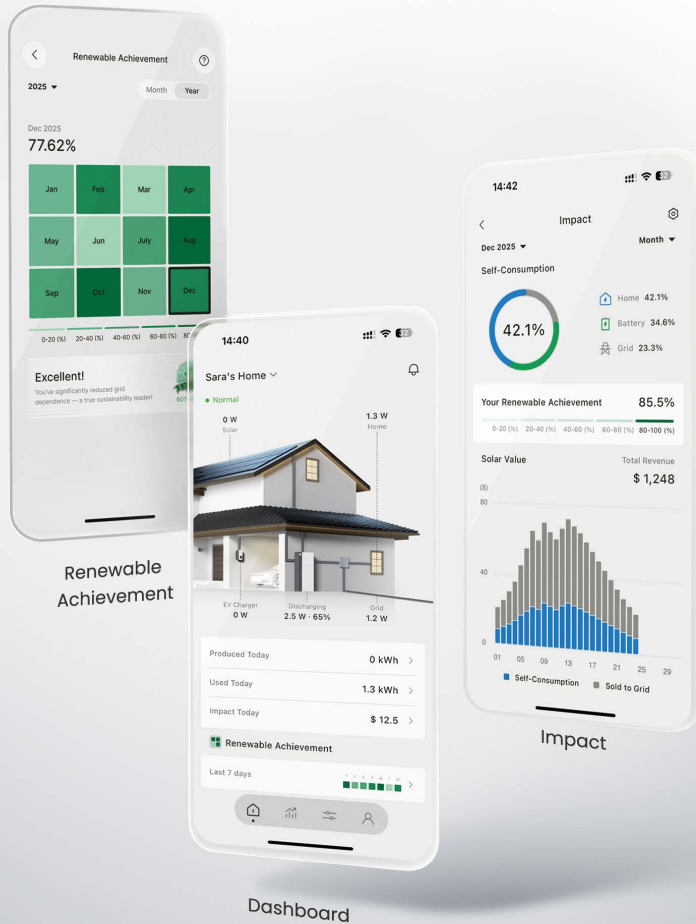 Renewable Achievement
2025
Month Year
Dec 2025
77.62%
Jan Feb Mar Apr
May Jun July Aug
Sep Oct Nov Dec
0-20 (%) 20-40 (%) 40-60 (%) 60-80 (%)
Excellent!
You've significantly reduced grid
dependence — a true sustainability leader!
Renewable
Achievement
14:40
Sara's Home
Normal
0 W
Solar
1.3 W
Home
EV Charger
0 W
Discharging
2.5 W · 65%
Grid
1.2 W
Produced Today 0 kWh
Used Today 1.3 kWh
Impact Today $ 12.5
Renewable Achievement
Last 7 days
Dashboard
14:42
Impact
Dec 2025 Month
Self-Consumption
42.1%
Home 42.1%
Battery 34.6%
Grid 23.3%
Your Renewable Achievement 85.5%
0-20 (%) 20-40 (%) 40-60 (%) 60-80 (%) 80-100 (%)
Solar Value Total Revenue
$ 1,248
($)
80
40
0
01 05 09 13 17 21 25 29
Self-Consumption Sold to Grid
Impact